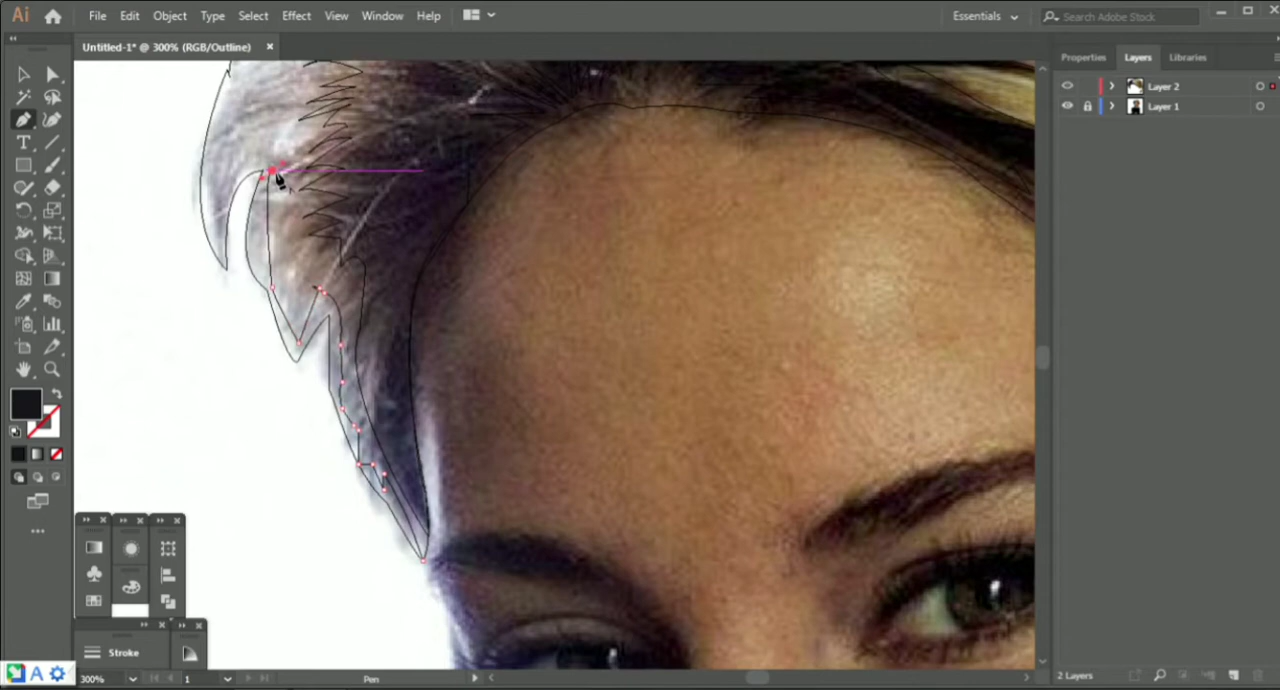 Ai File Edit Object Type Select Effect View Window Help Essentials Search Adobe Stock
Untitled-1* @ 300% (RGB/Outline) ×
Properties Layers Libraries
Layer 2
Layer 1
Stroke
A
300% 1 Pen
2 Layers